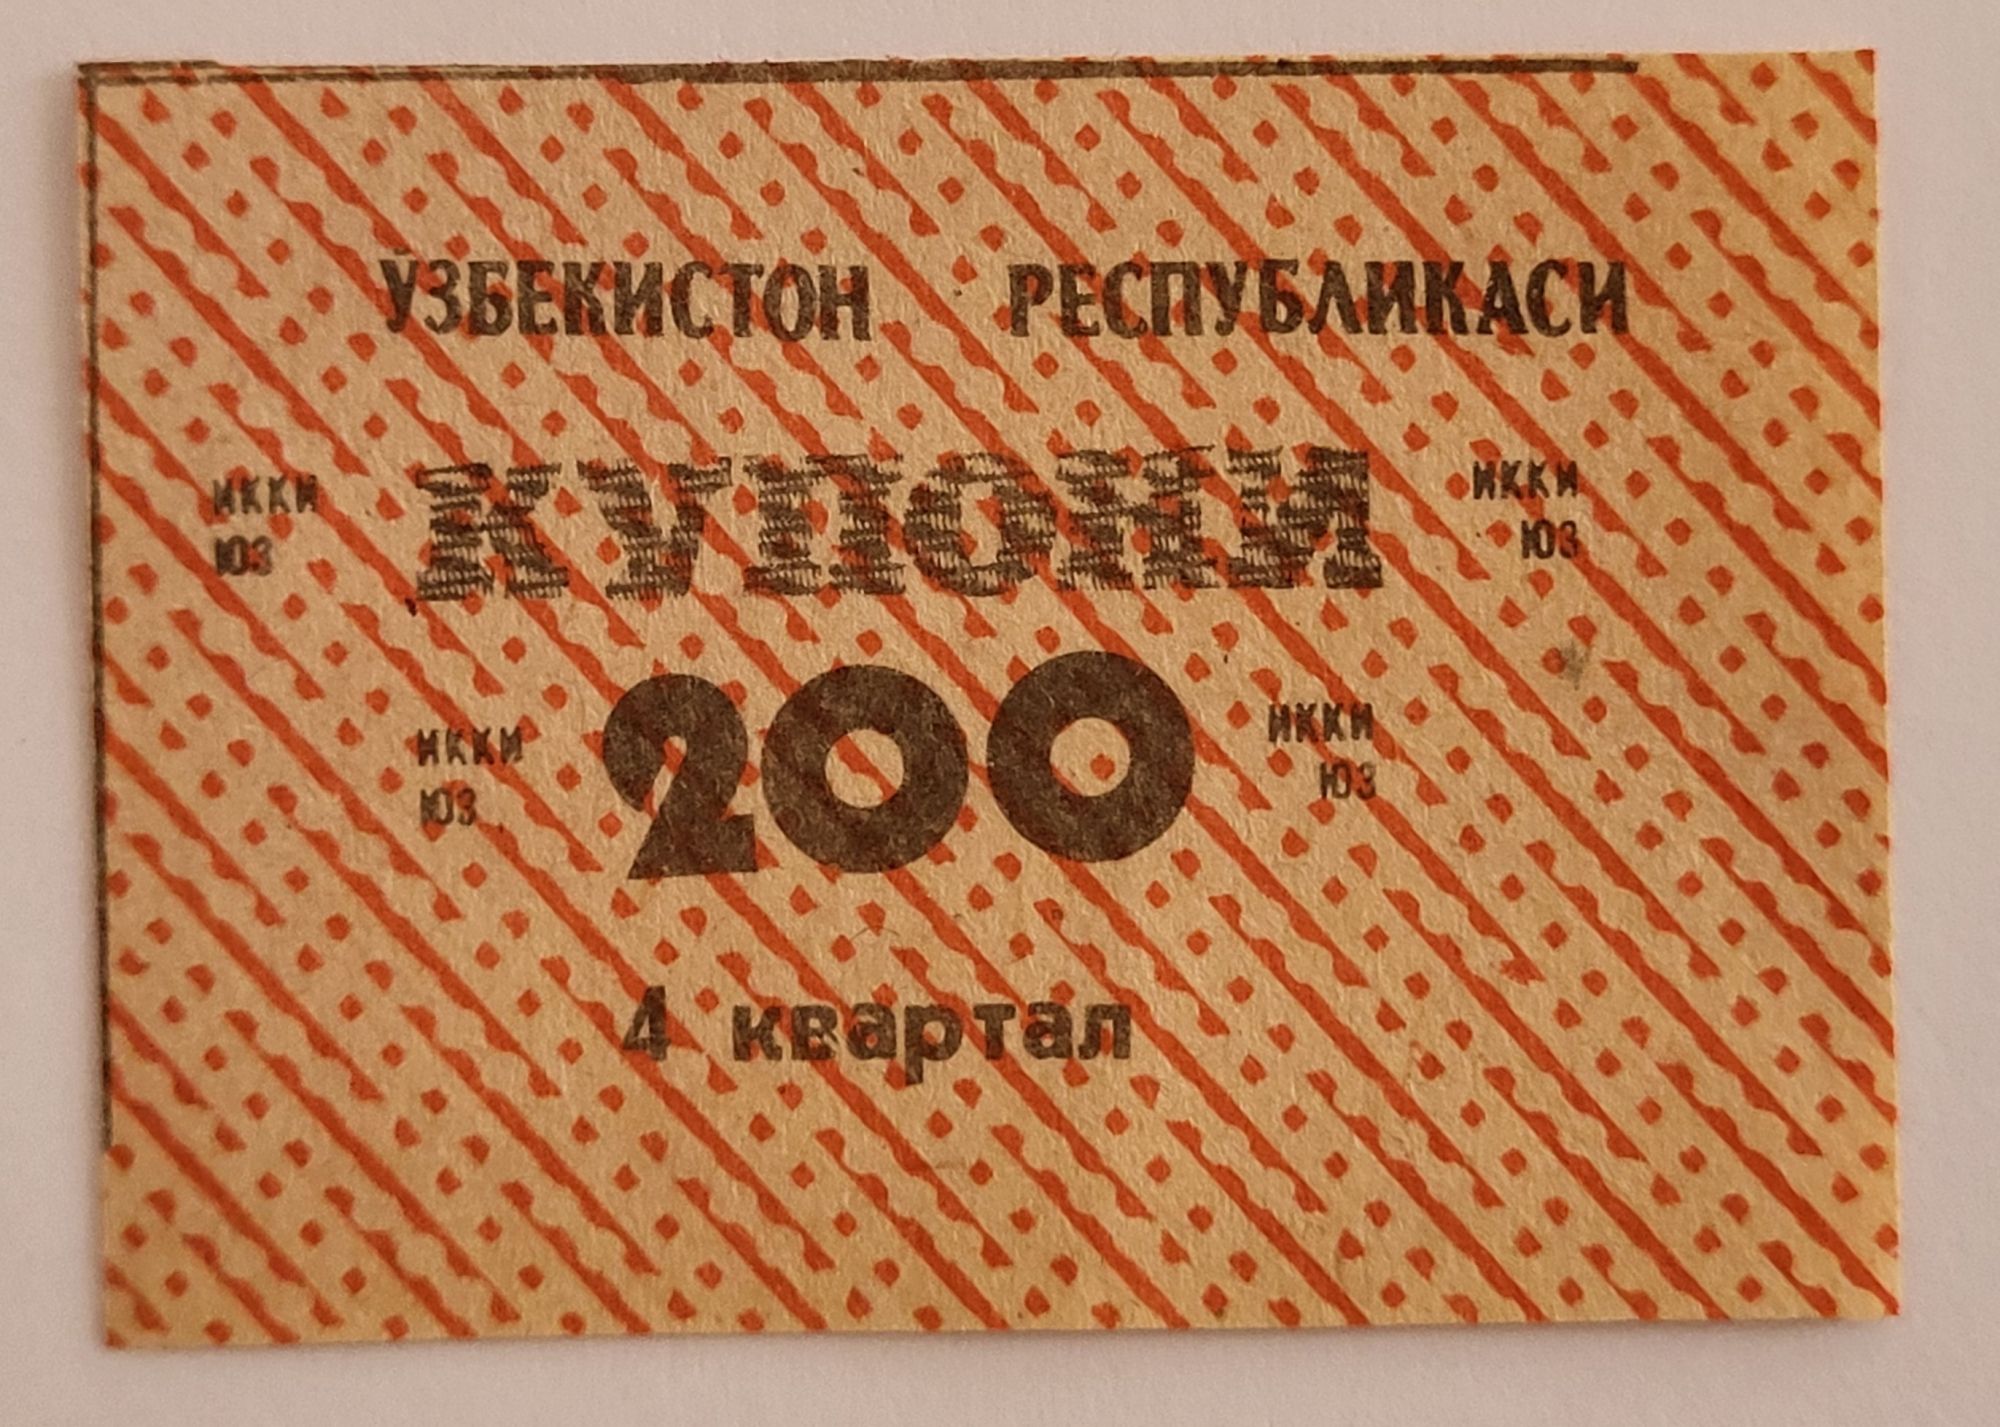 ЎЗБЕКИСТОН РЕСПУБЛИКАСИ
ИККИ ЮЗ
КУПОНИ
ИККИ ЮЗ
ИККИ ЮЗ
200
ИККИ ЮЗ
4 квартал